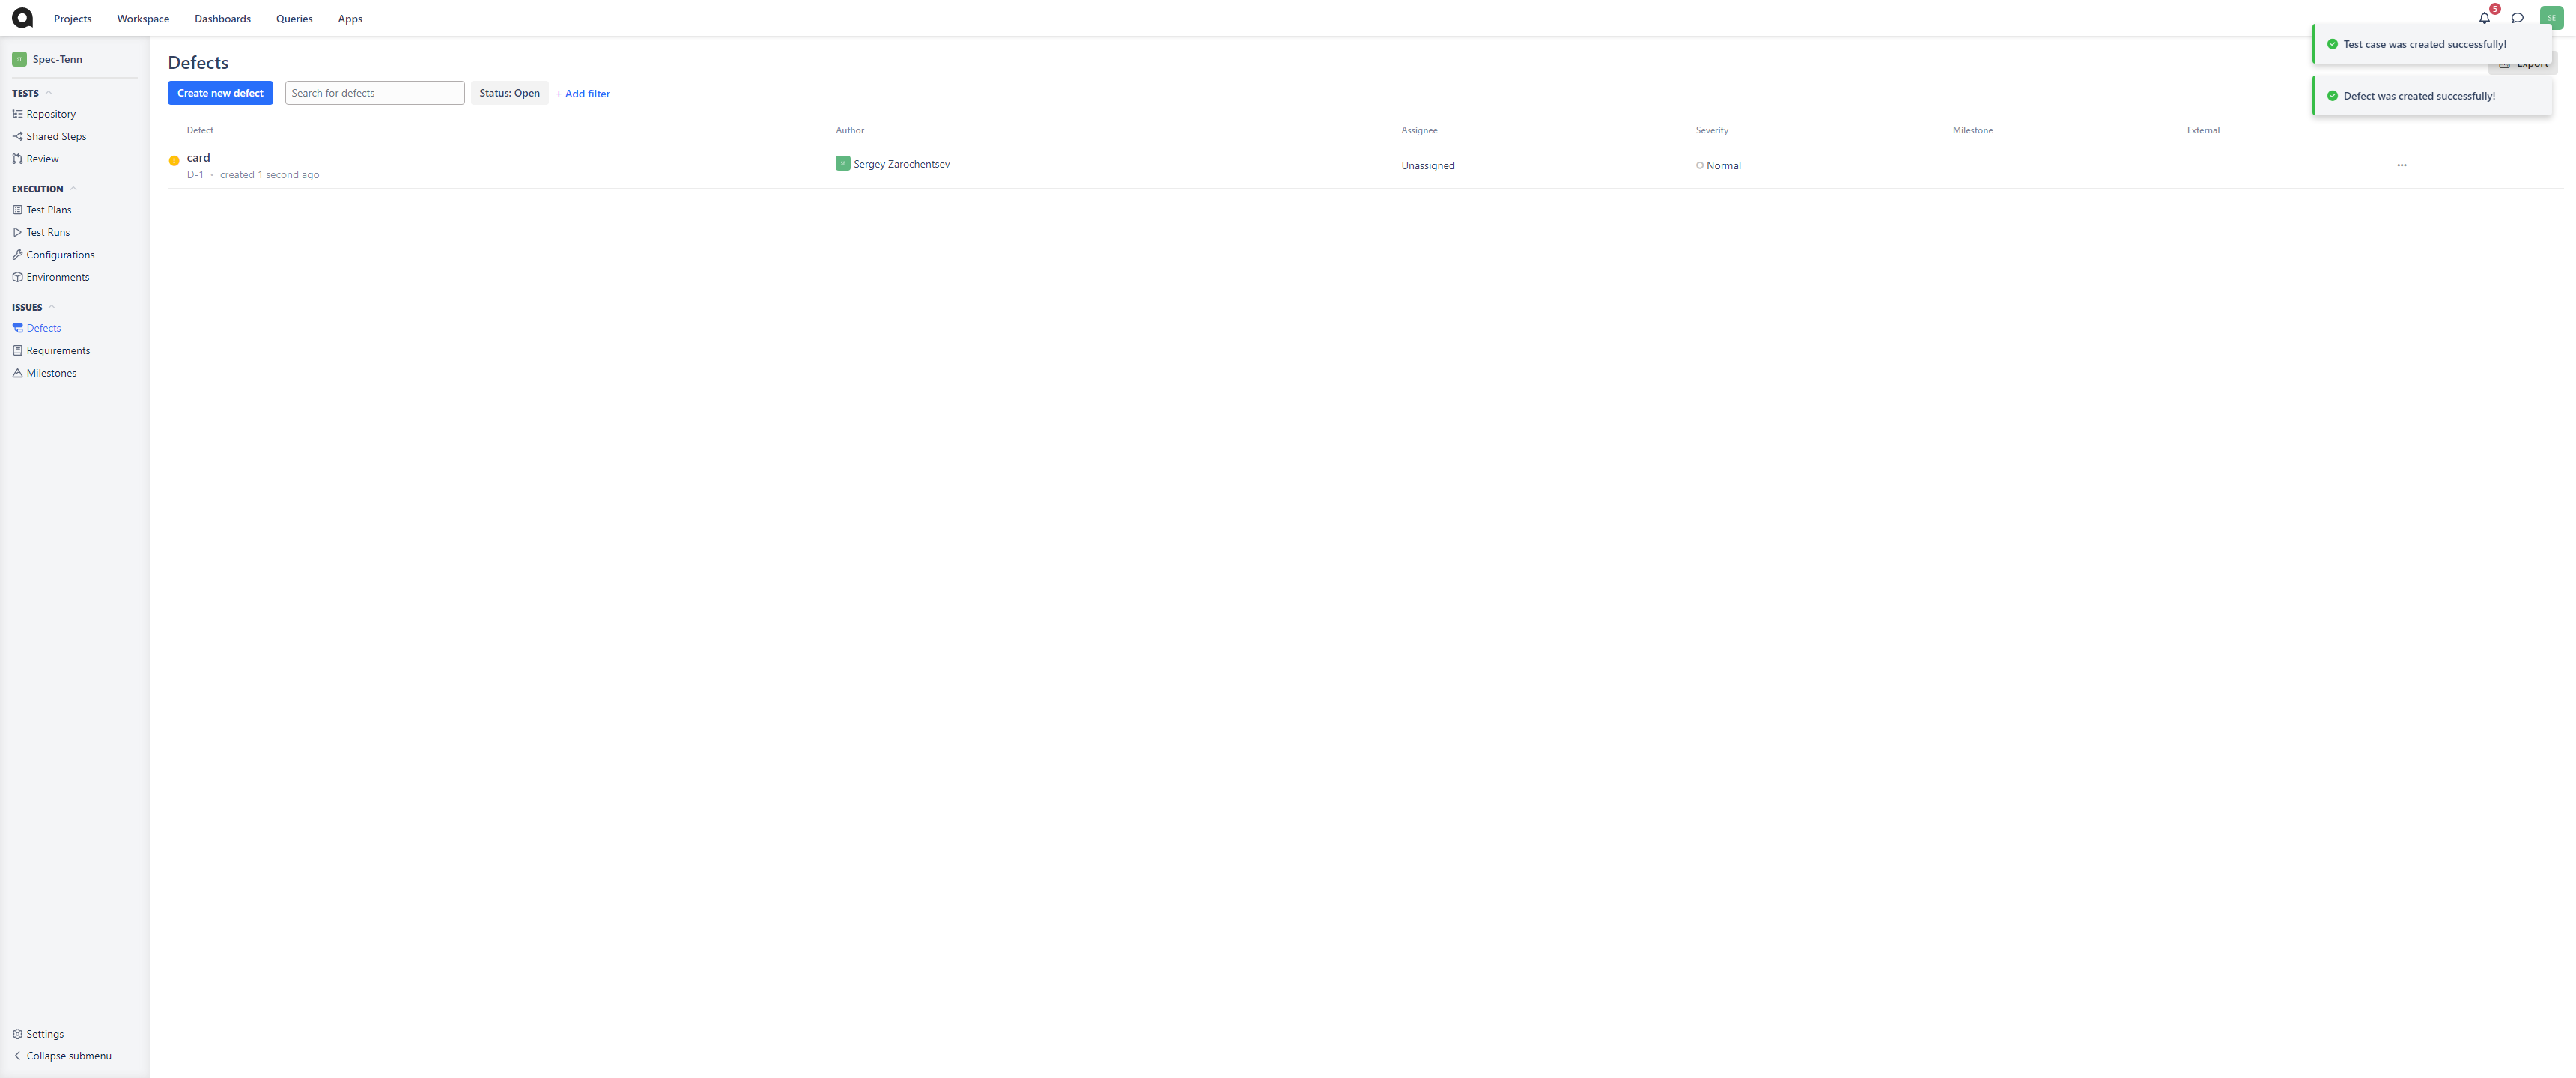 Projects Workspace Dashboards Queries Apps 5 SE
Test case was created successfully!
Export
Defect was created successfully!
Spec-Tenn
TESTS
Repository
Shared Steps
Review
EXECUTION
Test Plans
Test Runs
Configurations
Environments
ISSUES
Defects
Requirements
Milestones
Settings
Collapse submenu
Defects
Create new defect Search for defects Status: Open + Add filter
Defect Author Assignee Severity Milestone External
card Sergey Zarochentsev Unassigned Normal
D-1 • created 1 second ago